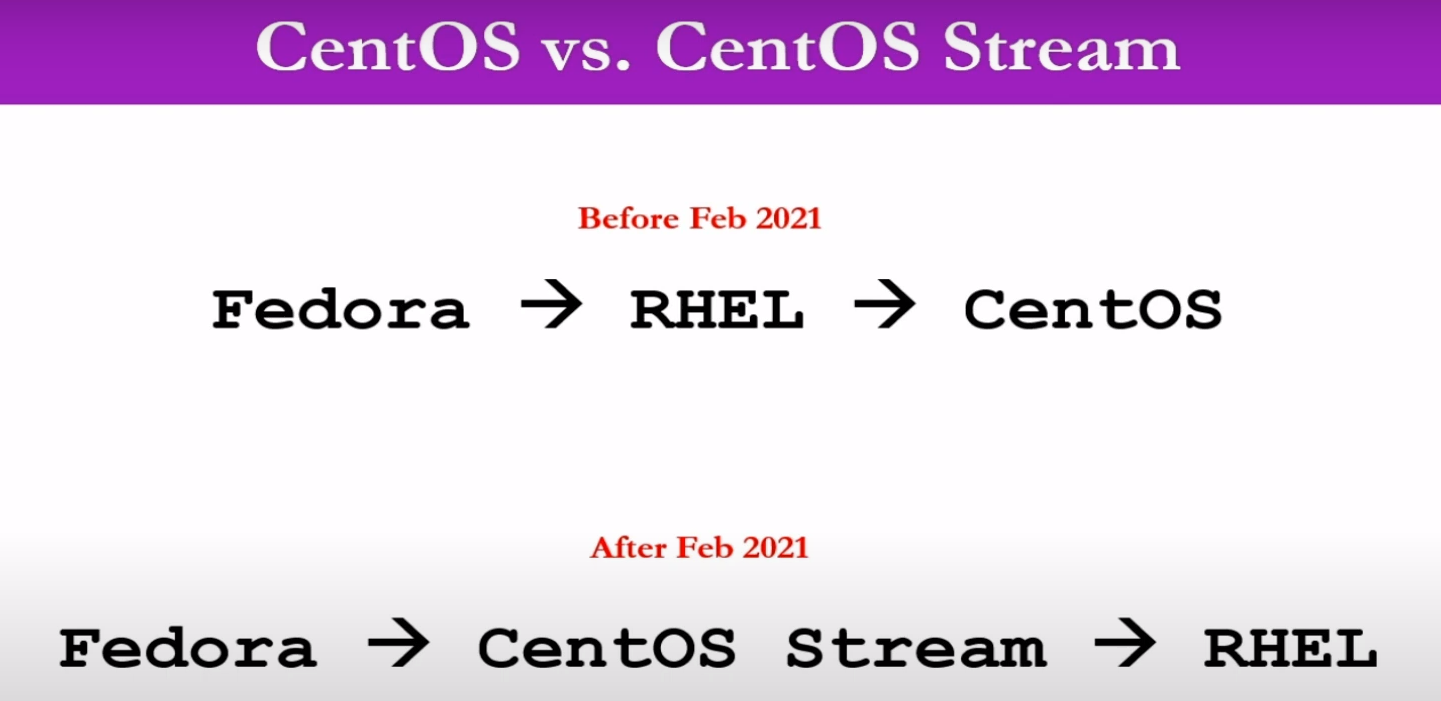 CentOS vs. CentOS Stream
Before Feb 2021
Fedora → RHEL → CentOS
After Feb 2021
Fedora → CentOS Stream → RHEL